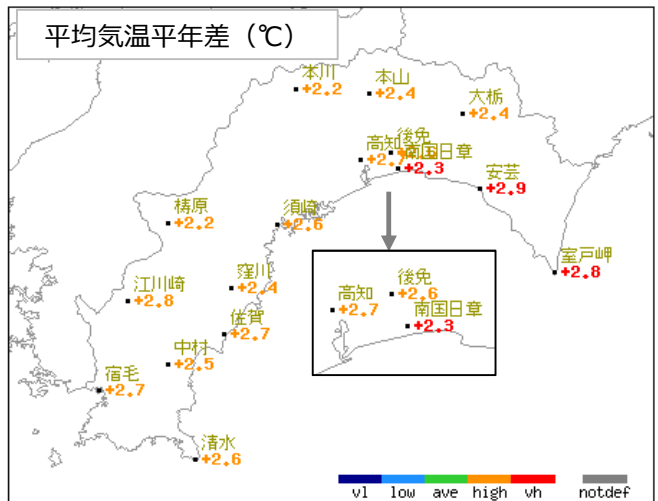 平均気温平年差（℃）
本川
+2.2
本山
+2.4
大栃
+2.4
高知
+2.7
後免
南国日章
+2.3
安芸
+2.9
梼原
+2.2
須崎
+2.6
室戸岬
+2.8
江川崎
+2.8
窪川
+2.4
佐賀
+2.7
後免
+2.6
高知
+2.7
南国日章
+2.3
中村
+2.5
宿毛
+2.7
清水
+2.6
vl low ave high vh notdef